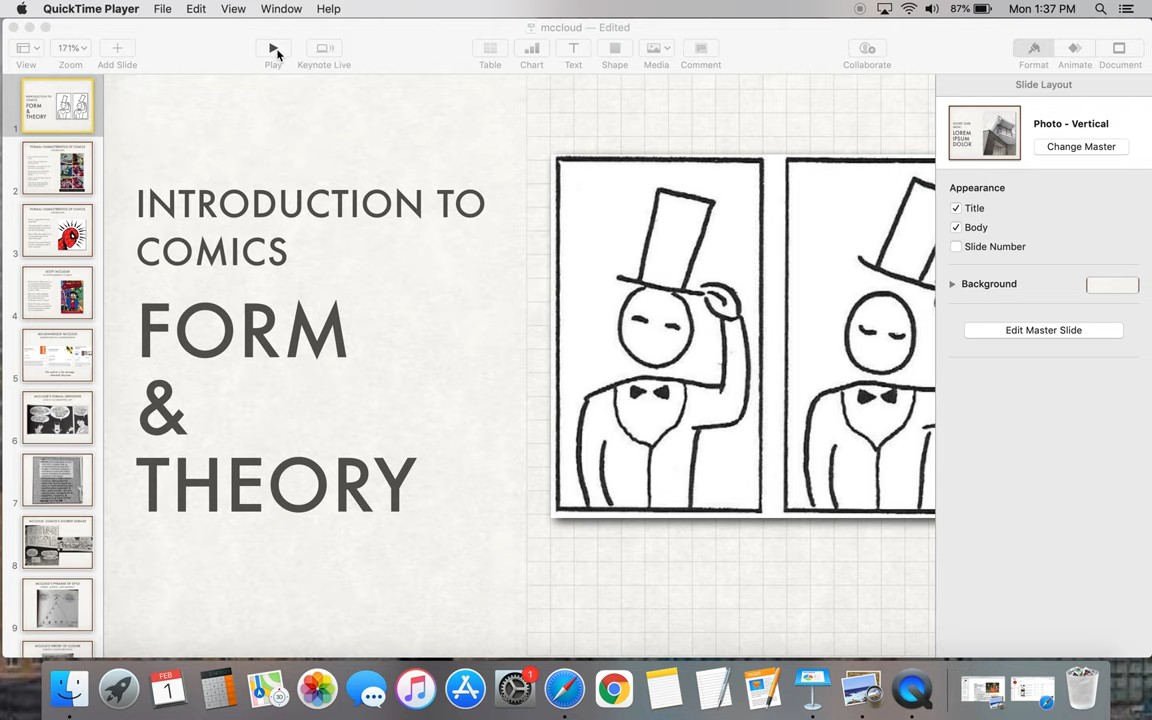 QuickTime Player File Edit View Window Help 87% Mon 1:37 PM
mccloud — Edited
171%
View Zoom Add Slide Play Keynote Live Table Chart Text Shape Media Comment Collaborate Format Animate Document
Slide Layout
Photo - Vertical
Change Master
Appearance
Title
Body
Slide Number
Background
Edit Master Slide
1
2
3
4
5
6
7
8
9
INTRODUCTION TO
COMICS
FORM
&
THEORY
FEB
1
1